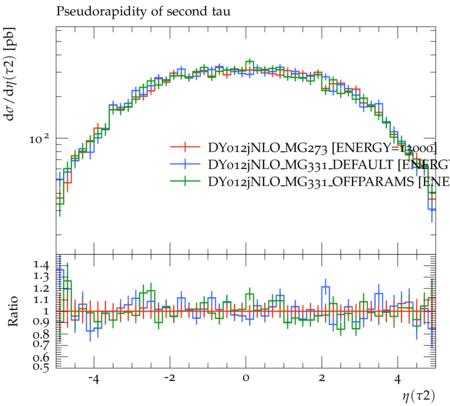 Pseudorapidity of second tau
dσ/dη(τ2) [pb]
10²
DY012jNLO_MG273 [ENERGY=13000]
DY012jNLO_MG331_DEFAULT [ENERG
DY012jNLO_MG331_OFFPARAMS [ENE
Ratio
1.4
1.3
1.2
1.1
1
0.9
0.8
0.7
0.6
0.5
-4 -2 0 2 4
η(τ2)